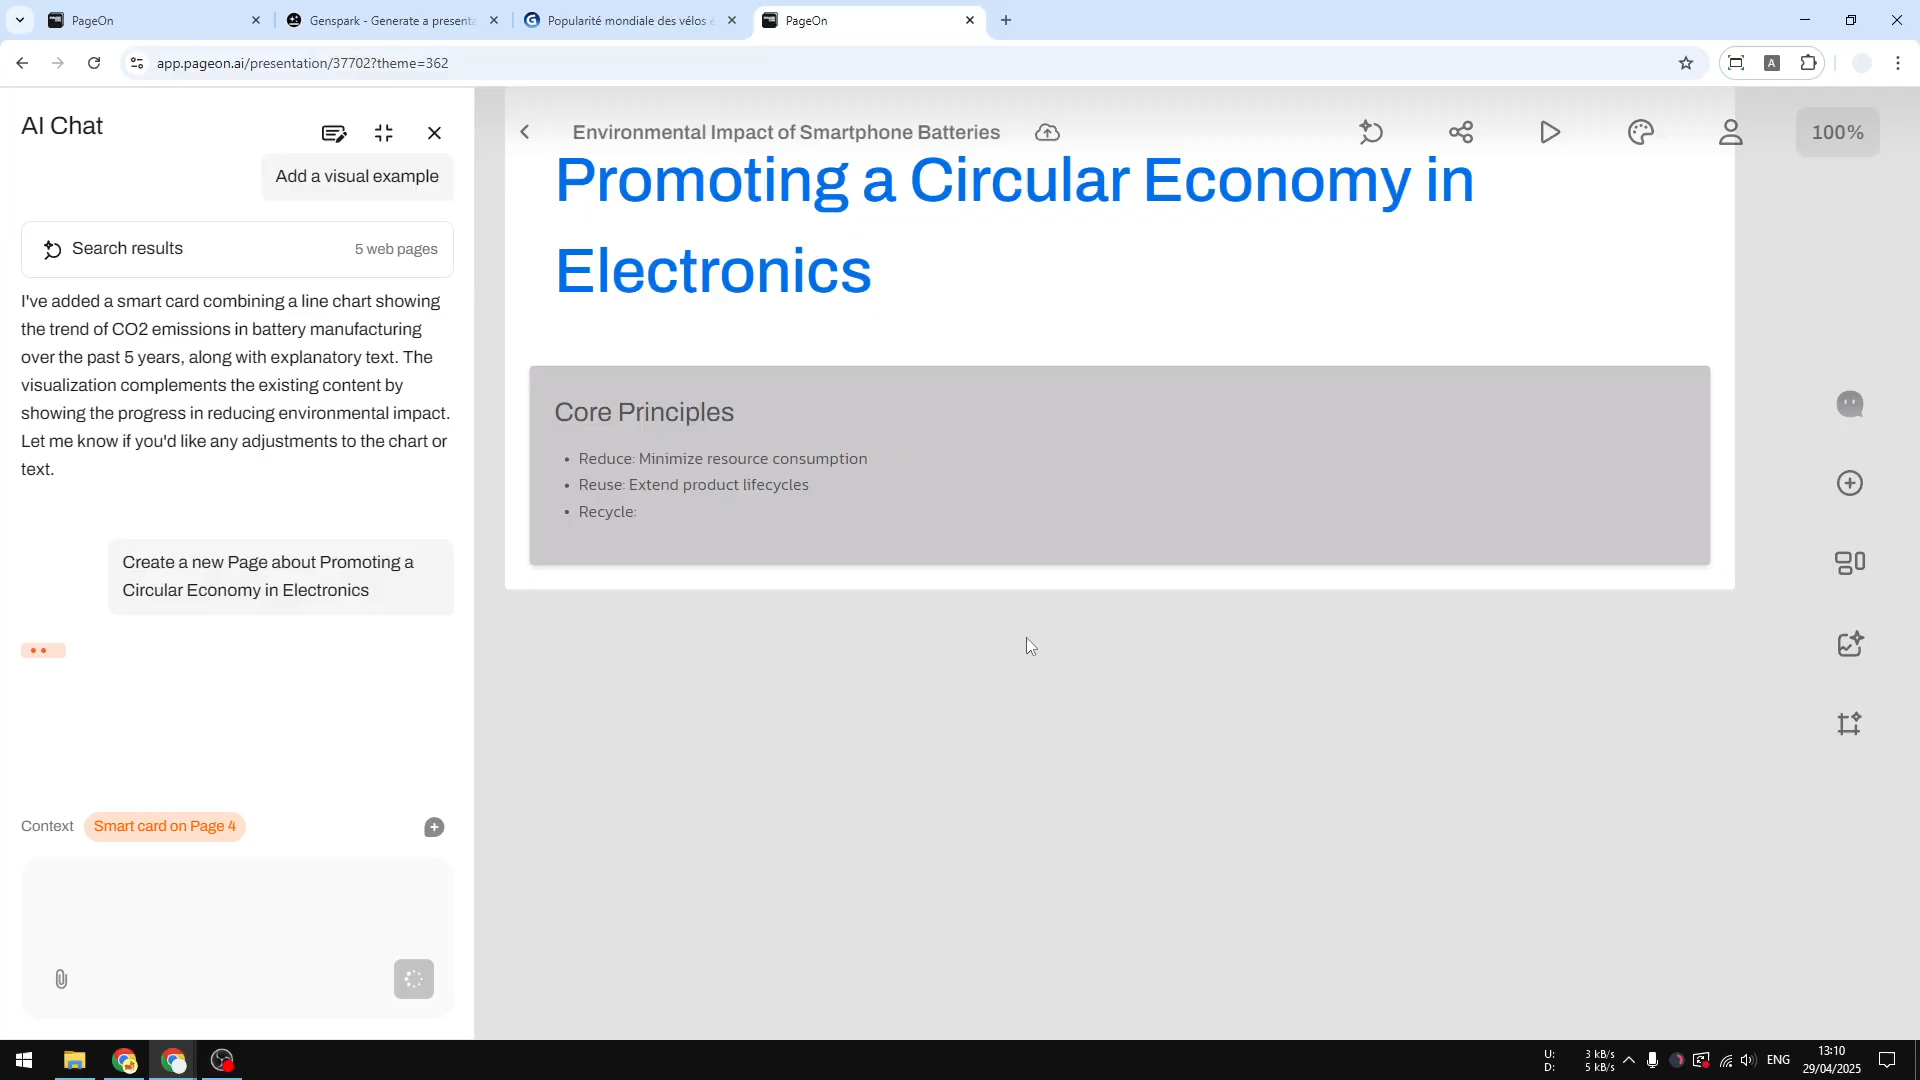 PageOn
Genspark - Generate a presenta
Popularité mondiale des vélos é
PageOn
app.pageon.ai/presentation/37702?theme=362
A
AI Chat
Add a visual example
Search results
5 web pages
I've added a smart card combining a line chart showing
the trend of CO2 emissions in battery manufacturing
over the past 5 years, along with explanatory text. The
visualization complements the existing content by
showing the progress in reducing environmental impact.
Let me know if you'd like any adjustments to the chart or
text.
Create a new Page about Promoting a
Circular Economy in Electronics
Context
Smart card on Page 4
Environmental Impact of Smartphone Batteries
100%
Promoting a Circular Economy in
Electronics
Core Principles
• Reduce: Minimize resource consumption
• Reuse: Extend product lifecycles
• Recycle:
U: 3 kB/s
D: 5 kB/s
ENG
13:10
29/04/2025